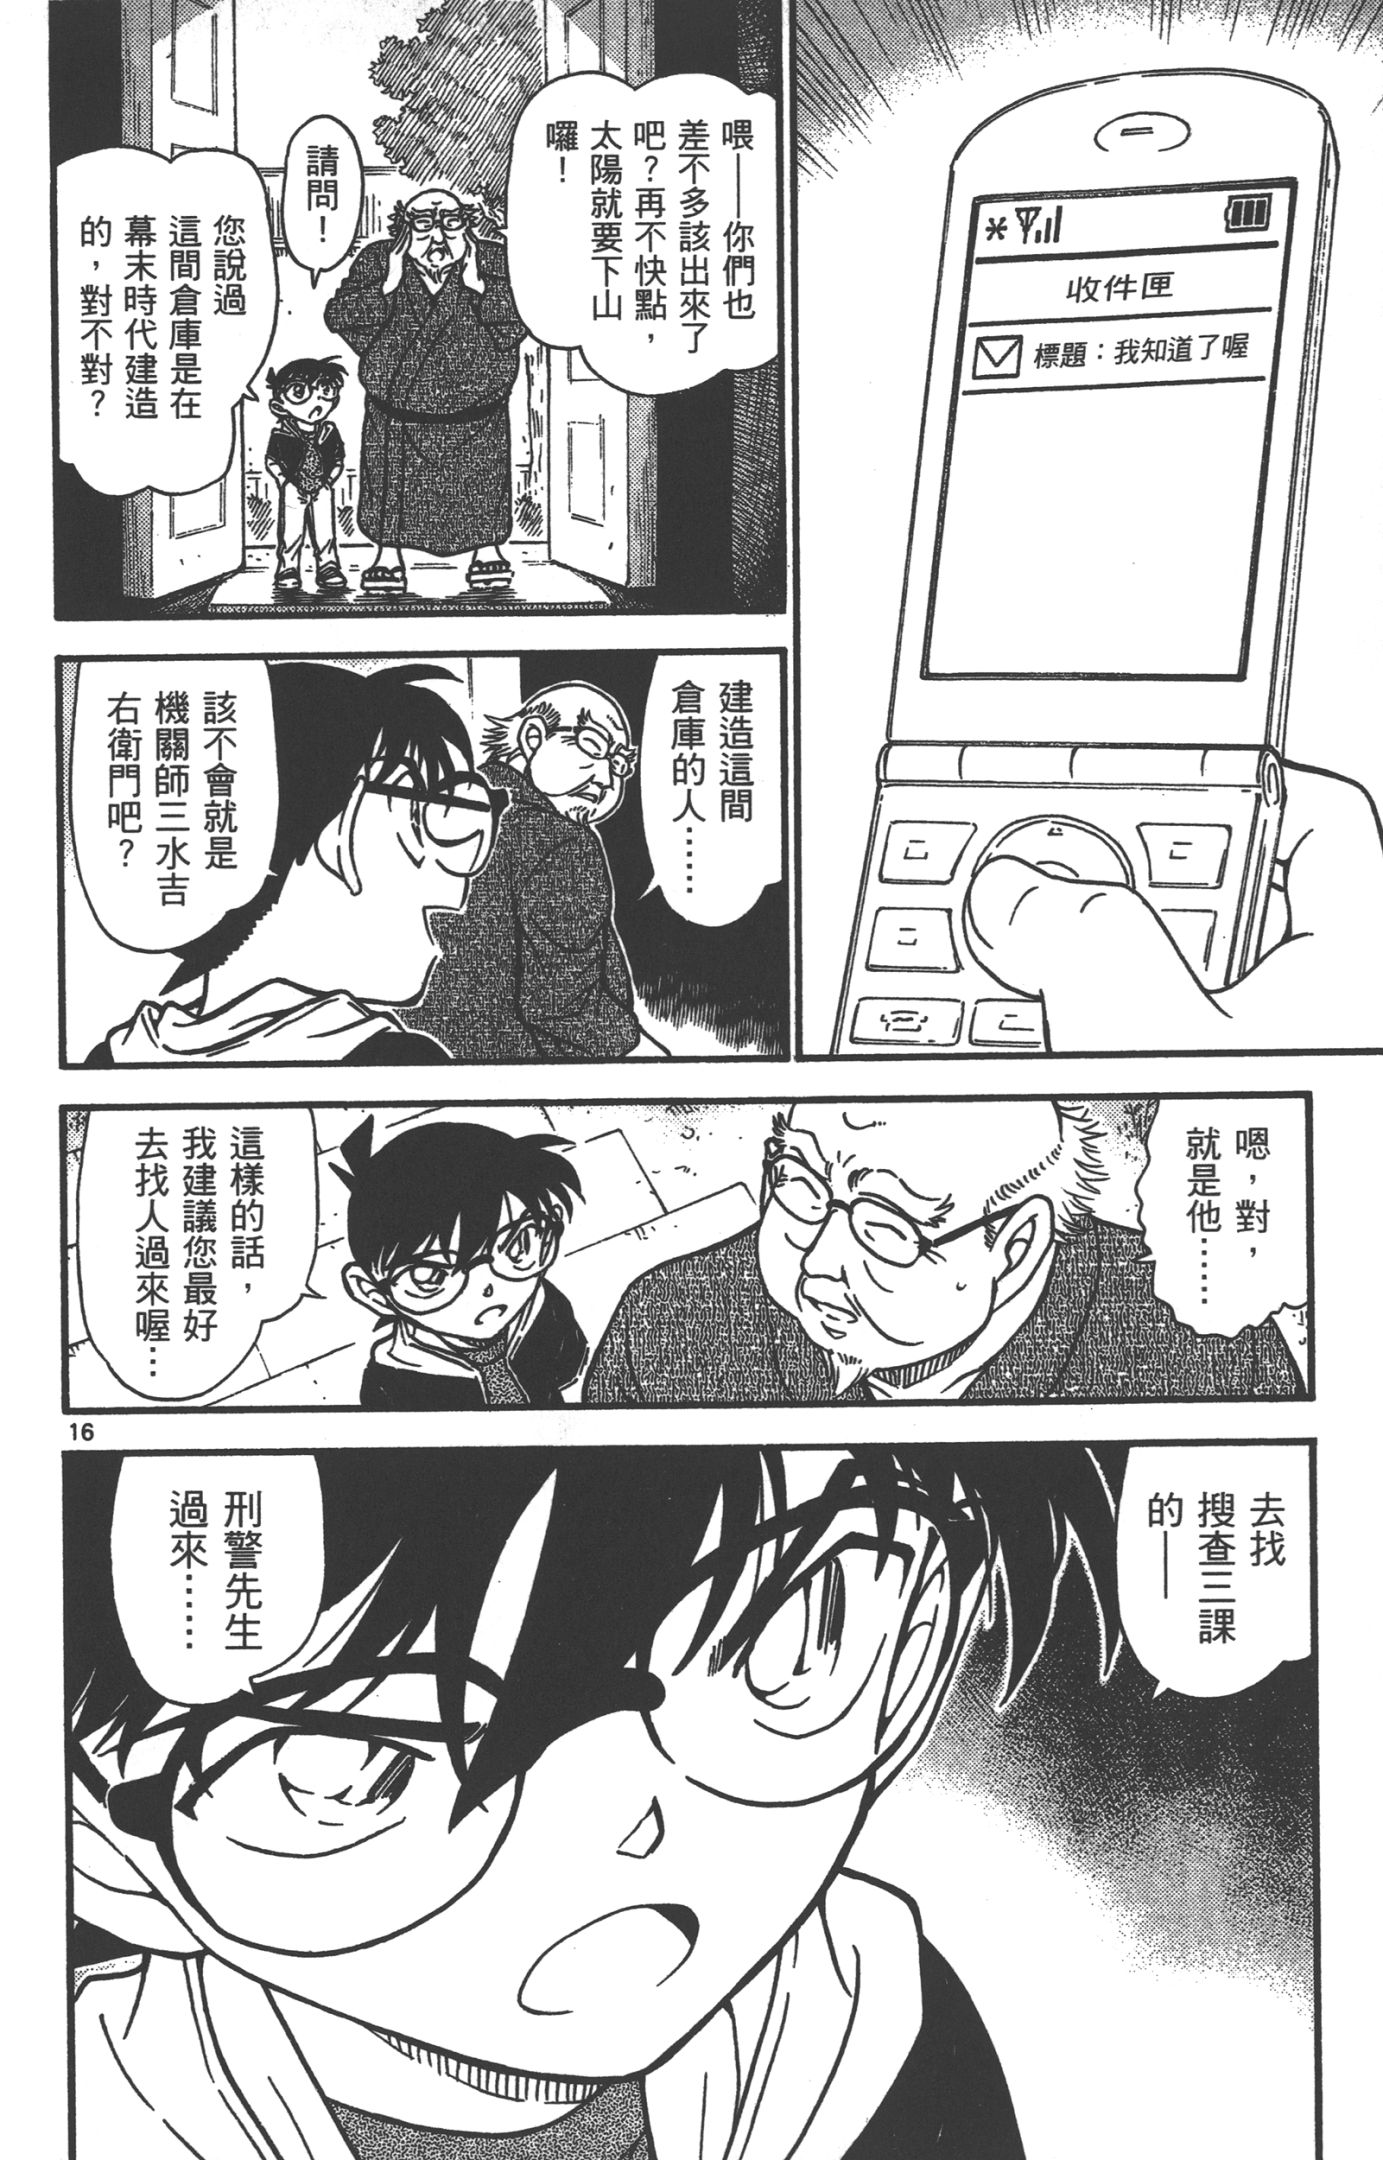 收件匣
標題：我知道了喔
喂——你們也
差不多該出來了
吧？再不快點，
太陽就要下山
囉！
請問！
您說過
這間倉庫是在
幕末時代建造
的，對不對？
建造這間
倉庫的人……
該不會就是
機關師三水吉
右衛門吧？
嗯，對，
就是他……
這樣的話，
我建議您最好
去找人過來喔…
16
去找
搜查三課
的——
刑警先生
過來……